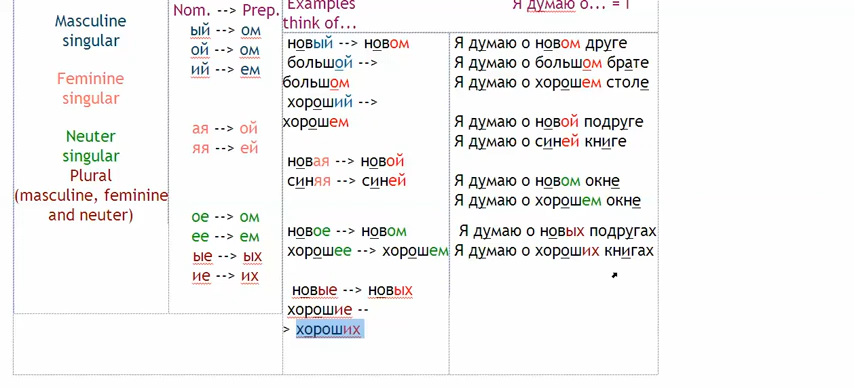 Masculine
singular
Feminine
singular
Neuter
singular
Plural
(masculine, feminine
and neuter)
Nom. --> Prep.
ый --> ом
ой --> ом
ий --> ем
ая --> ой
яя --> ей
ое --> ом
ее --> ем
ые --> ых
ие --> их
Examples
think of...
новый --> новом
большой -->
большом
хороший -->
хорошем
новая --> новой
синяя --> синей
новое --> новом
хорошее --> хорошем
новые --> новых
хорошие --
> хороших
Я думаю о... = I
Я думаю о новом друге
Я думаю о большом брате
Я думаю о хорошем столе
Я думаю о новой подруге
Я думаю о синей книге
Я думаю о новом окне
Я думаю о хорошем окне
Я думаю о новых подругах
Я думаю о хороших книгах